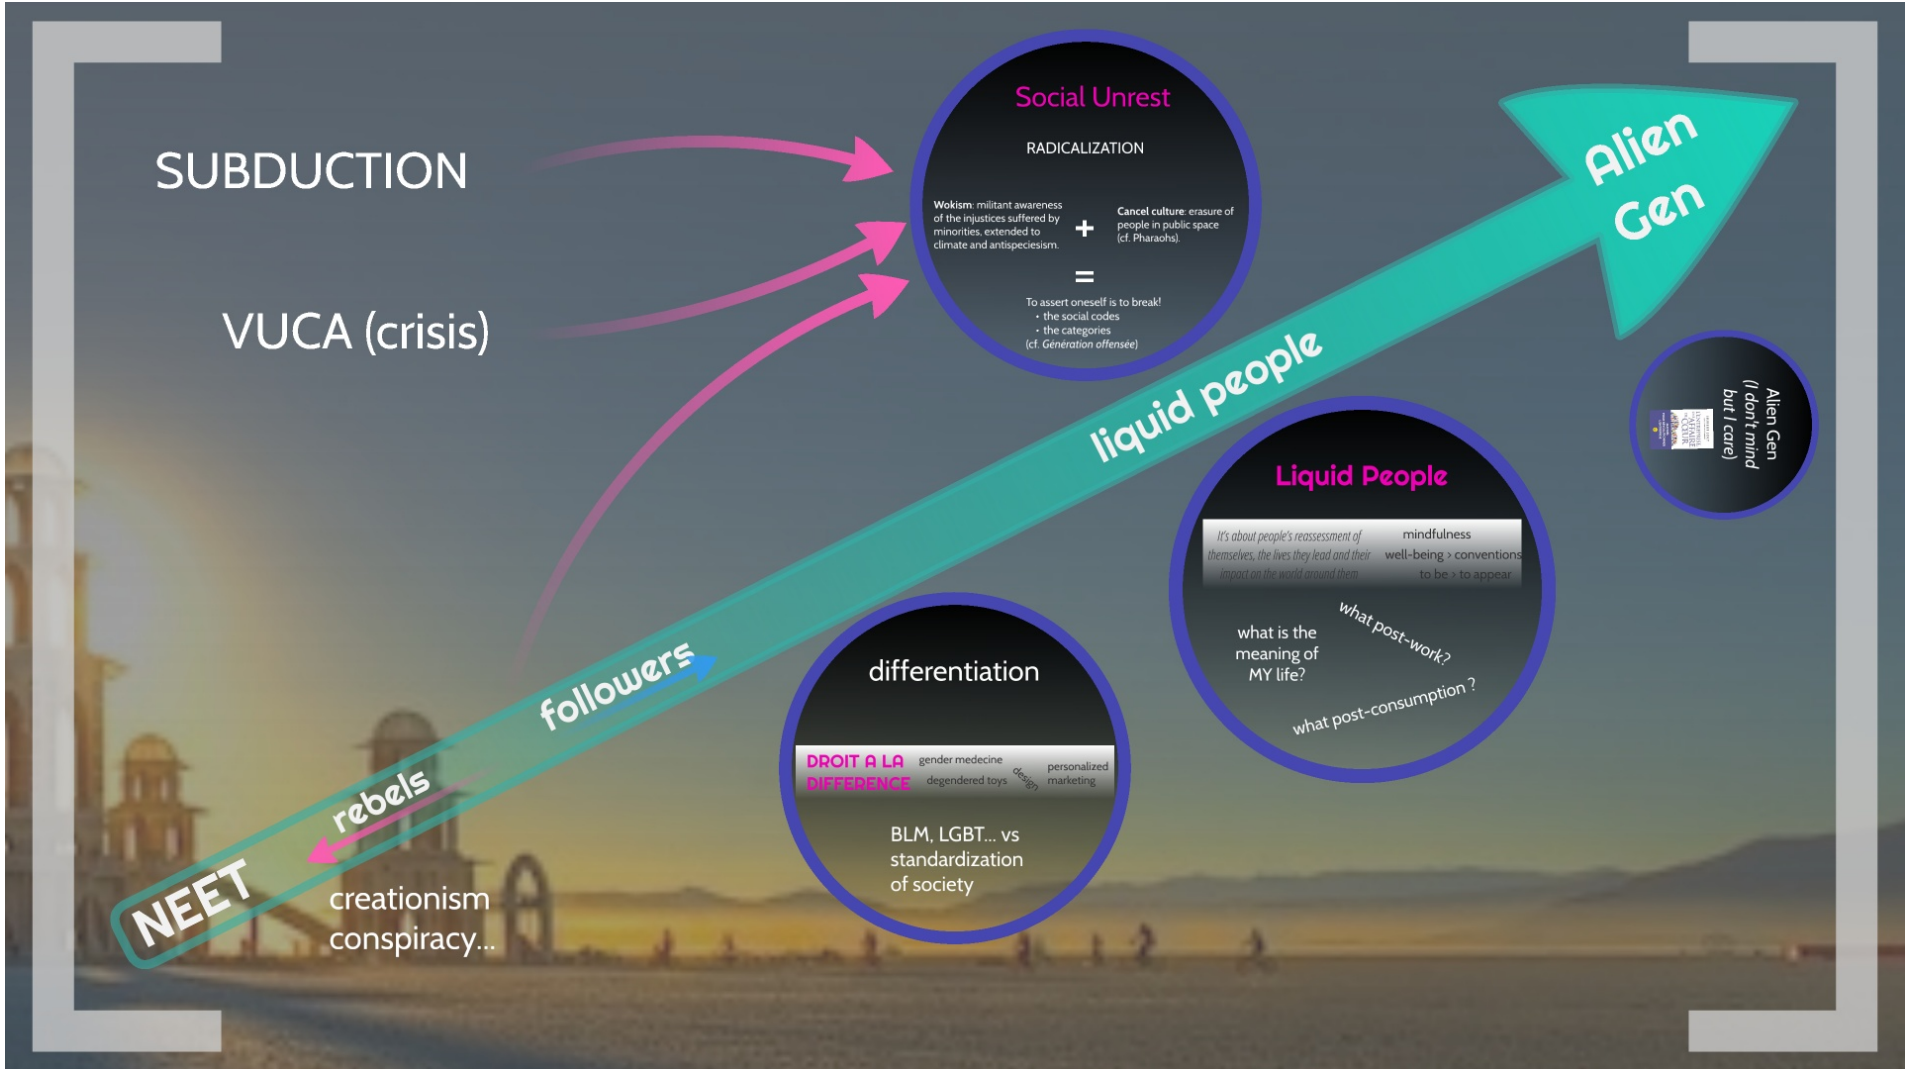 SUBDUCTION
VUCA (crisis)
Social Unrest
RADICALIZATION
Wokism: militant awareness
of the injustices suffered by
minorities, extended to
climate and antispeciesism.
+
Cancel culture: erasure of
people in public space
(cf. Pharaohs).
=
To assert oneself is to break!
• the social codes
• the categories
(cf. Génération offensée)
Alien
Gen
liquid people
followers
rebels
NEET
creationism
conspiracy...
differentiation
DROIT A LA
DIFFERENCE
gender medecine
degendered toys
design
personalized
marketing
BLM, LGBT... vs
standardization
of society
Liquid People
It's about people's reassessment of
themselves, the lives they lead and their
impact on the world around them
mindfulness
well-being > conventions
to be > to appear
what is the
meaning of
MY life?
what post-work?
what post-consumption ?
Alien Gen
(I don't mind
but I care)
L'ENTREPRISE
AFFAIRE
CŒUR